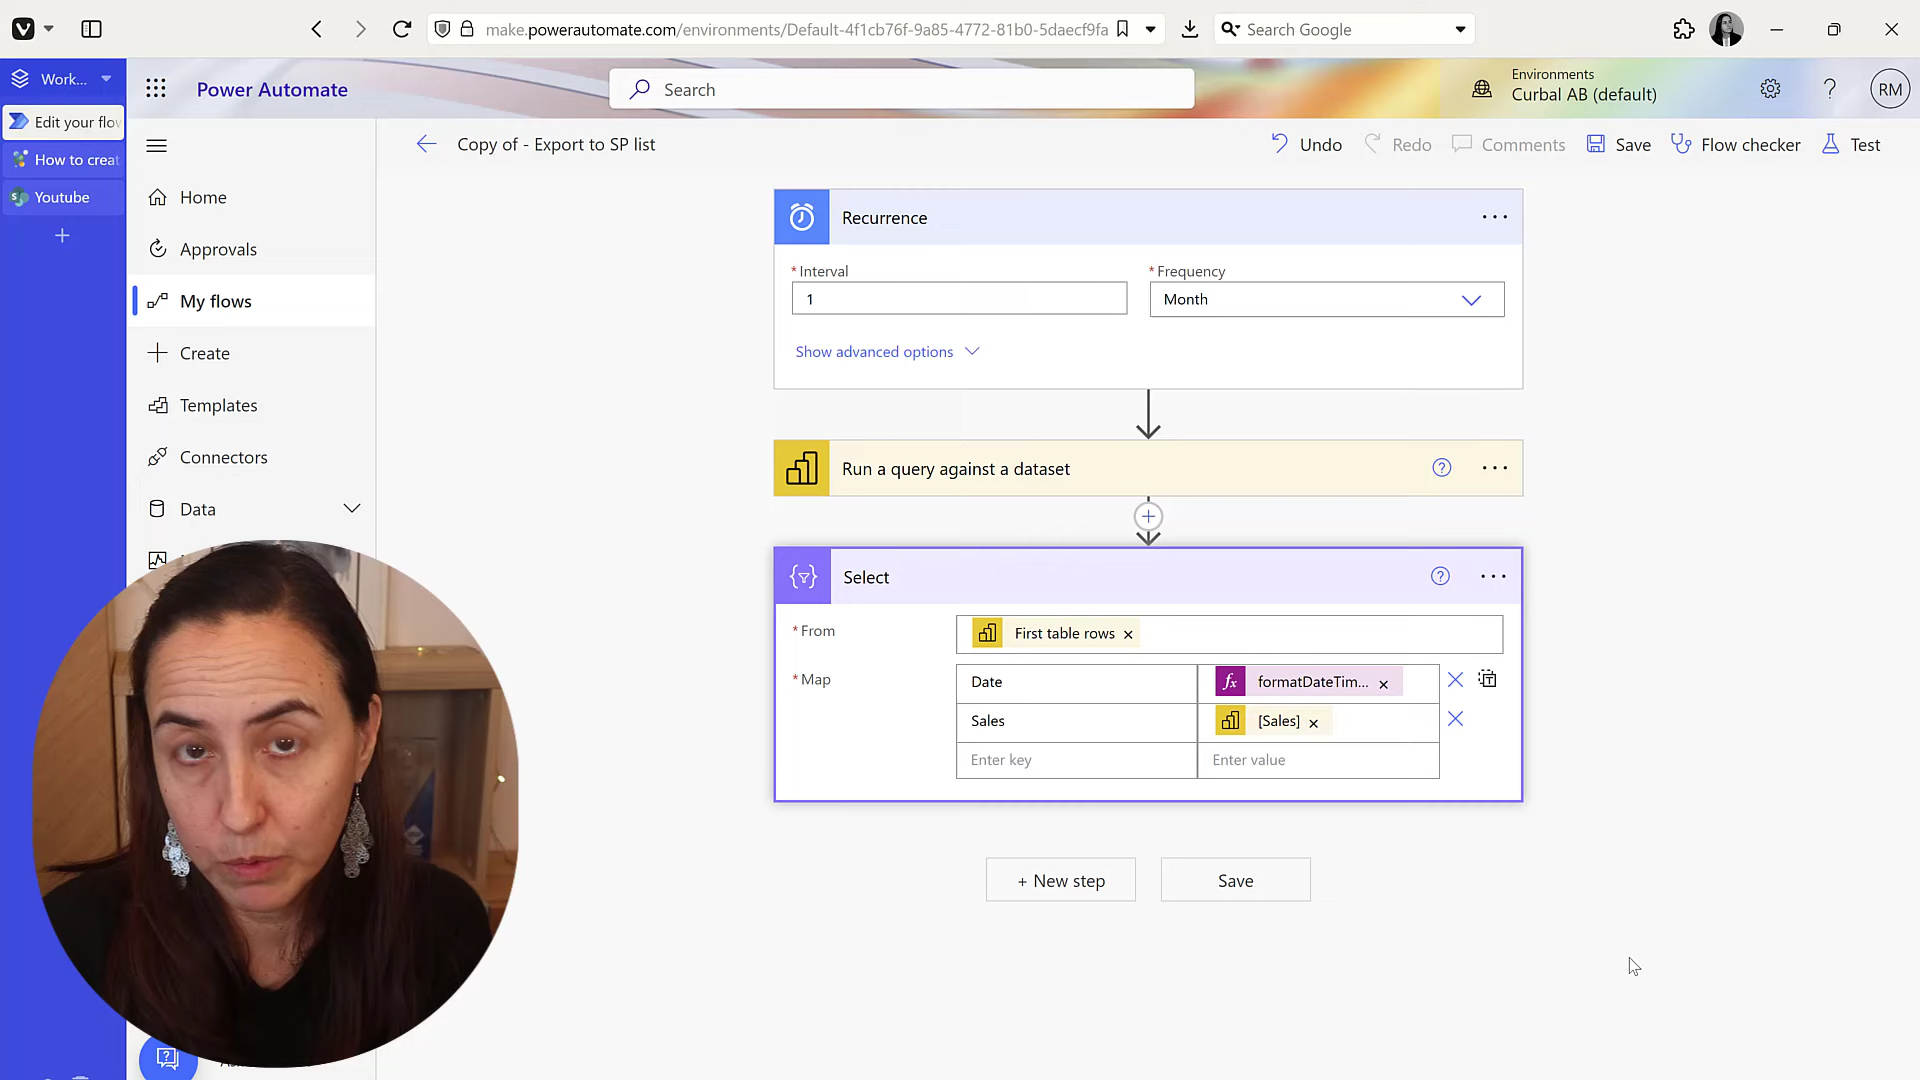 make.powerautomate.com/environments/Default-4f1cb76f-9a85-4772-81b0-5daecf9fa
Search Google
Work...
Power Automate
Search
Environments
Curbal AB (default)
RM
Edit your flov
How to creat
Youtube
Copy of - Export to SP list
Undo
Redo
Comments
Save
Flow checker
Test
Home
Approvals
My flows
Create
Templates
Connectors
Data
Recurrence
* Interval
* Frequency
1
Month
Show advanced options
Run a query against a dataset
Select
* From
First table rows
* Map
Date
formatDateTim...
Sales
[Sales]
Enter key
Enter value
+ New step
Save